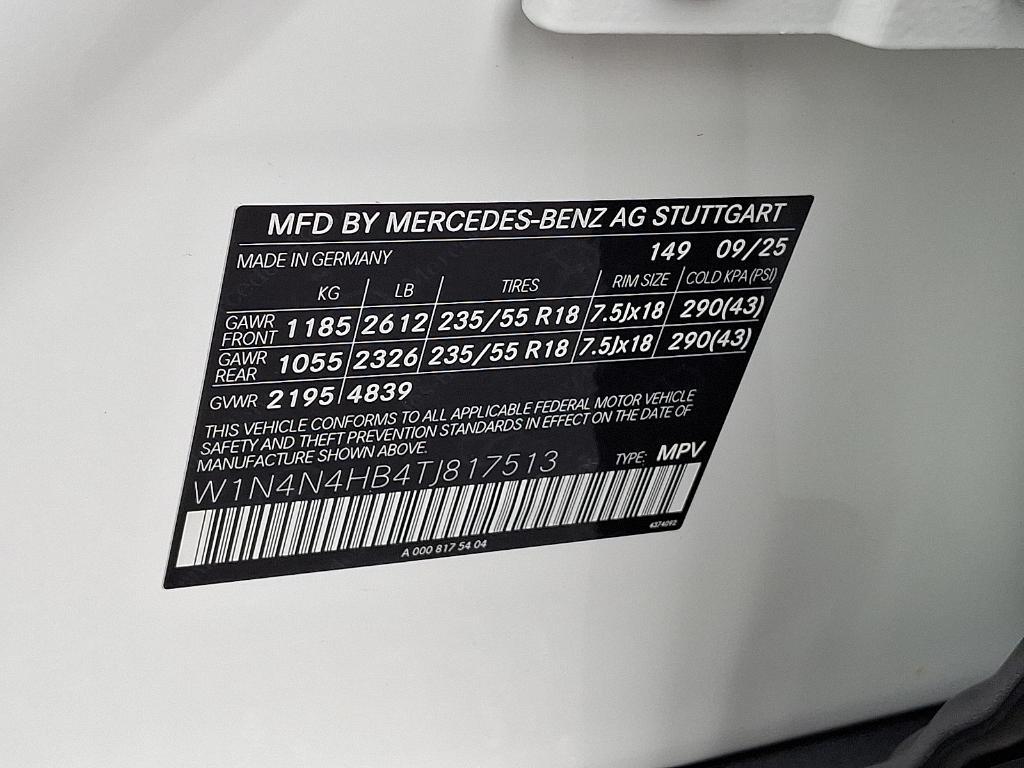 MFD BY MERCEDES-BENZ AG STUTTGART
MADE IN GERMANY 149 09/25
KG LB TIRES RIM SIZE COLD KPA (PSI)
GAWR FRONT 1185 2612 235/55 R18 7.5Jx18 290(43)
GAWR REAR 1055 2326 235/55 R18 7.5Jx18 290(43)
GVWR 2195 4839
THIS VEHICLE CONFORMS TO ALL APPLICABLE FEDERAL MOTOR VEHICLE
SAFETY AND THEFT PREVENTION STANDARDS IN EFFECT ON THE DATE OF
MANUFACTURE SHOWN ABOVE.
W1N4N4HB4TJ817513 TYPE: MPV
A 000 817 54 04 6374092